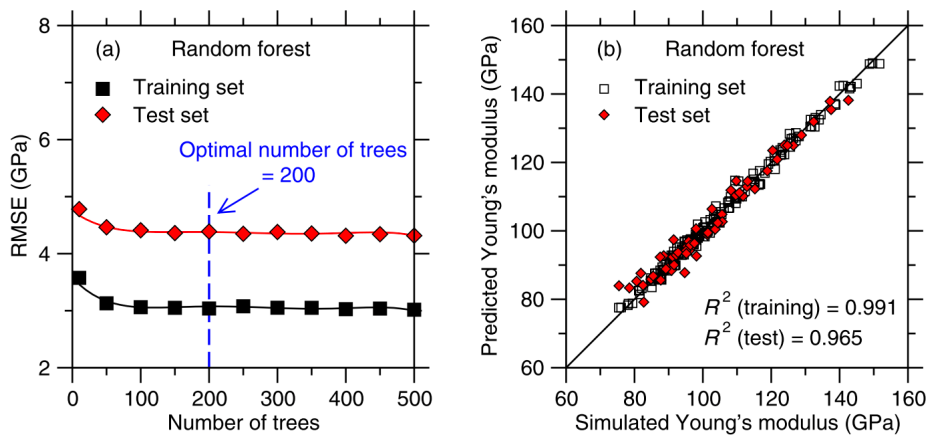 (a) Random forest
Training set
Test set
Optimal number of trees
= 200
RMSE (GPa)
8
6
4
2
0 100 200 300 400 500
Number of trees
(b) Random forest
Training set
Test set
R² (training) = 0.991
R² (test) = 0.965
Predicted Young's modulus (GPa)
160
140
120
100
80
60
60 80 100 120 140 160
Simulated Young's modulus (GPa)